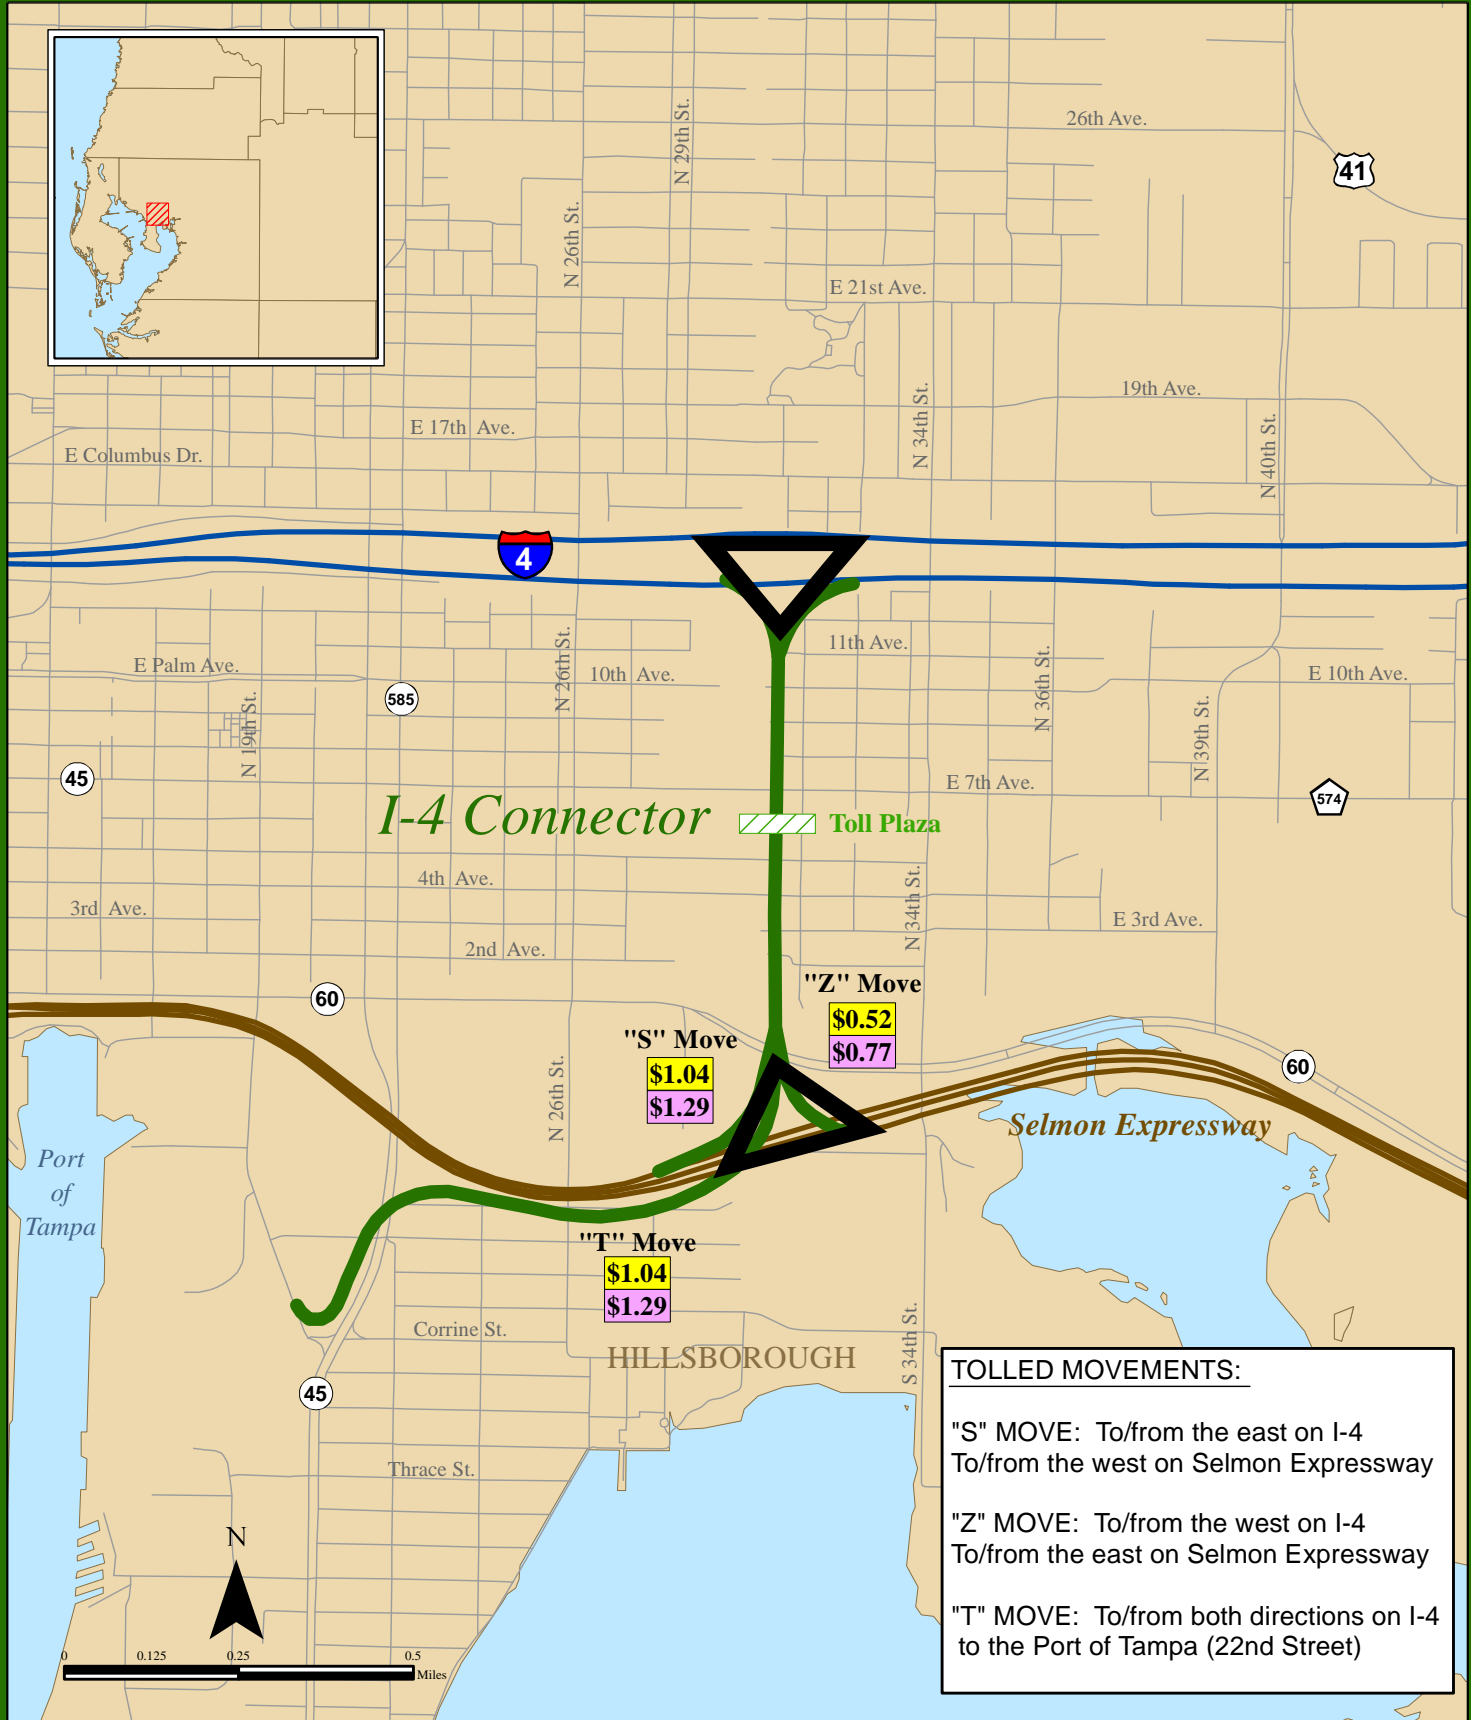 26th Ave.
41
N 29th St.
N 26th St.
E 21st Ave.
19th Ave.
N 34th St.
E 17th Ave.
N 40th St.
E Columbus Dr.
4
11th Ave.
N 26th St.
E Palm Ave.
10th Ave.
N 36th St.
E 10th Ave.
585
N 19th St.
N 39th St.
45
E 7th Ave.
574
I-4 Connector
Toll Plaza
4th Ave.
N 34th St.
3rd Ave.
E 3rd Ave.
2nd Ave.
60
"Z" Move
$0.52
$0.77
"S" Move
$1.04
$1.29
60
N 26th St.
Selmon Expressway
Port
of
Tampa
"T" Move
$1.04
$1.29
Corrine St.
HILLSBOROUGH
S 34th St.
45
Thrace St.
TOLLED MOVEMENTS:
"S" MOVE: To/from the east on I-4
To/from the west on Selmon Expressway
"Z" MOVE: To/from the west on I-4
To/from the east on Selmon Expressway
"T" MOVE: To/from both directions on I-4
to the Port of Tampa (22nd Street)
N
0 0.125 0.25 0.5
Miles